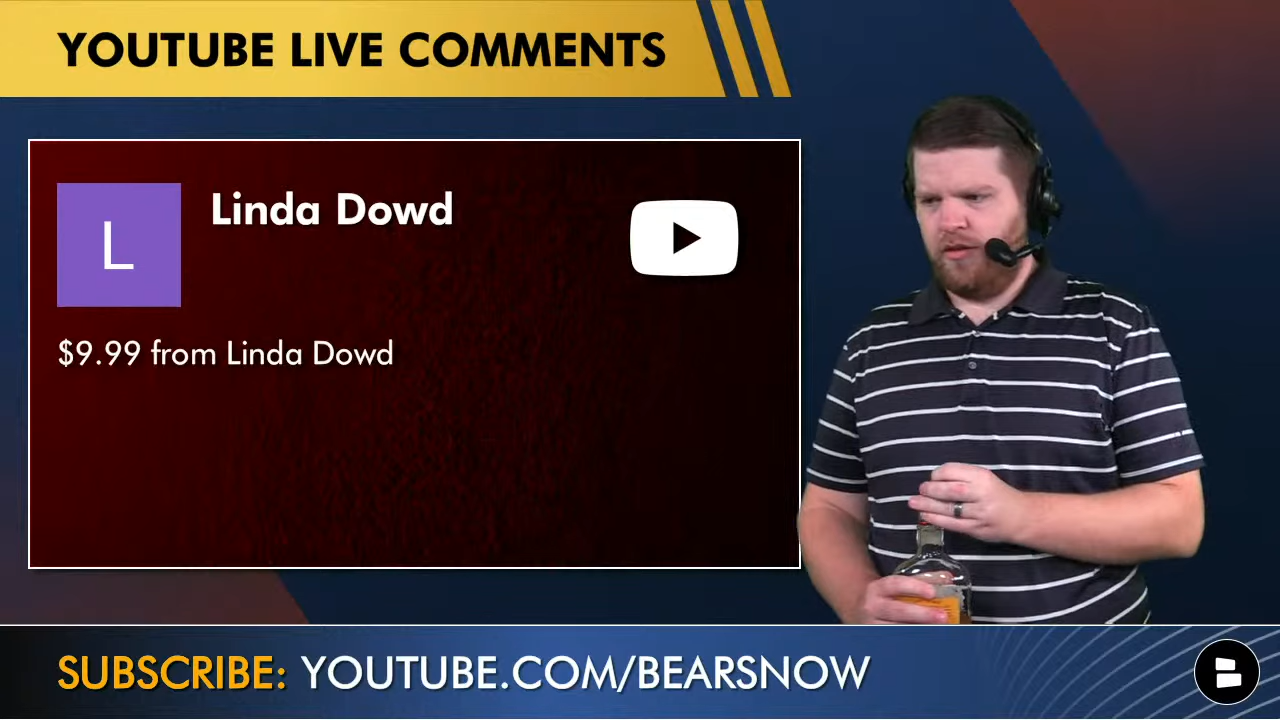 YOUTUBE LIVE COMMENTS
L
Linda Dowd
$9.99 from Linda Dowd
SUBSCRIBE: YOUTUBE.COM/BEARSNOW